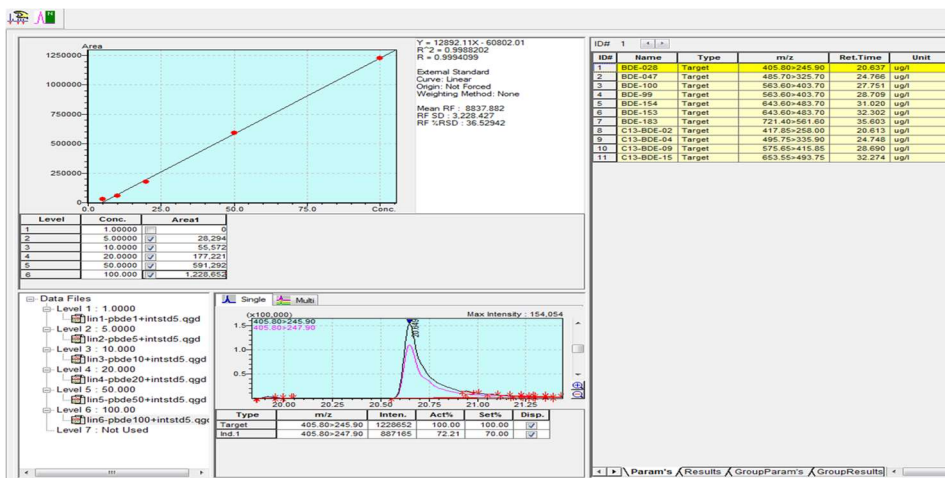 Area
1250000
1000000
750000
500000
250000
0
0.0 25.0 50.0 75.0 Conc.
Y = 12892.11X - 60802.01
R^2 = 0.9988202
R = 0.9994099
External Standard
Curve: Linear
Origin: Not Forced
Weighting Method: None
Mean RF : 8837.882
RF SD : 3,228.427
RF %RSD : 36.52942
Level Conc. Area1
1 1.00000 0
2 5.00000 28,294
3 10.0000 55,572
4 20.0000 177,221
5 50.0000 591,292
6 100.000 1,228,652
Data Files
Level 1 : 1.0000
lin1-pbde1+intstd5.qgd
Level 2 : 5.0000
lin2-pbde5+intstd5.qgd
Level 3 : 10.000
lin3-pbde10+intstd5.qgd
Level 4 : 20.000
lin4-pbde20+intstd5.qgd
Level 5 : 50.000
lin5-pbde50+intstd5.qgd
Level 6 : 100.00
lin6-pbde100+intstd5.qgd
Level 7 : Not Used
Single Multi
(x100,000) Max Intensity : 154,054
405.80>245.90
405.80>247.90
1.5
1.0
0.5
20.00 20.25 20.50 20.75 21.00 21.25
Type m/z Inten. Act% Set% Disp.
Target 405.80>245.90 1228652 100.00 100.00
Ind.1 405.80>247.90 887165 72.21 70.00
ID# 1
ID# Name Type m/z Ret.Time Unit
1 BDE-028 Target 405.80>245.90 20.637 ug/l
2 BDE-047 Target 485.70>325.70 24.766 ug/l
3 BDE-100 Target 563.60>403.70 27.751 ug/l
4 BDE-99 Target 563.60>403.70 28.709 ug/l
5 BDE-154 Target 643.60>483.70 31.020 ug/l
6 BDE-153 Target 643.60>483.70 32.302 ug/l
7 BDE-183 Target 721.40>561.60 35.603 ug/l
8 C13-BDE-02 Target 417.85>258.00 20.613 ug/l
9 C13-BDE-04 Target 495.75>335.90 24.748 ug/l
10 C13-BDE-09 Target 575.65>415.85 28.690 ug/l
11 C13-BDE-15 Target 653.55>493.75 32.274 ug/l
Param's Results GroupParam's GroupResults